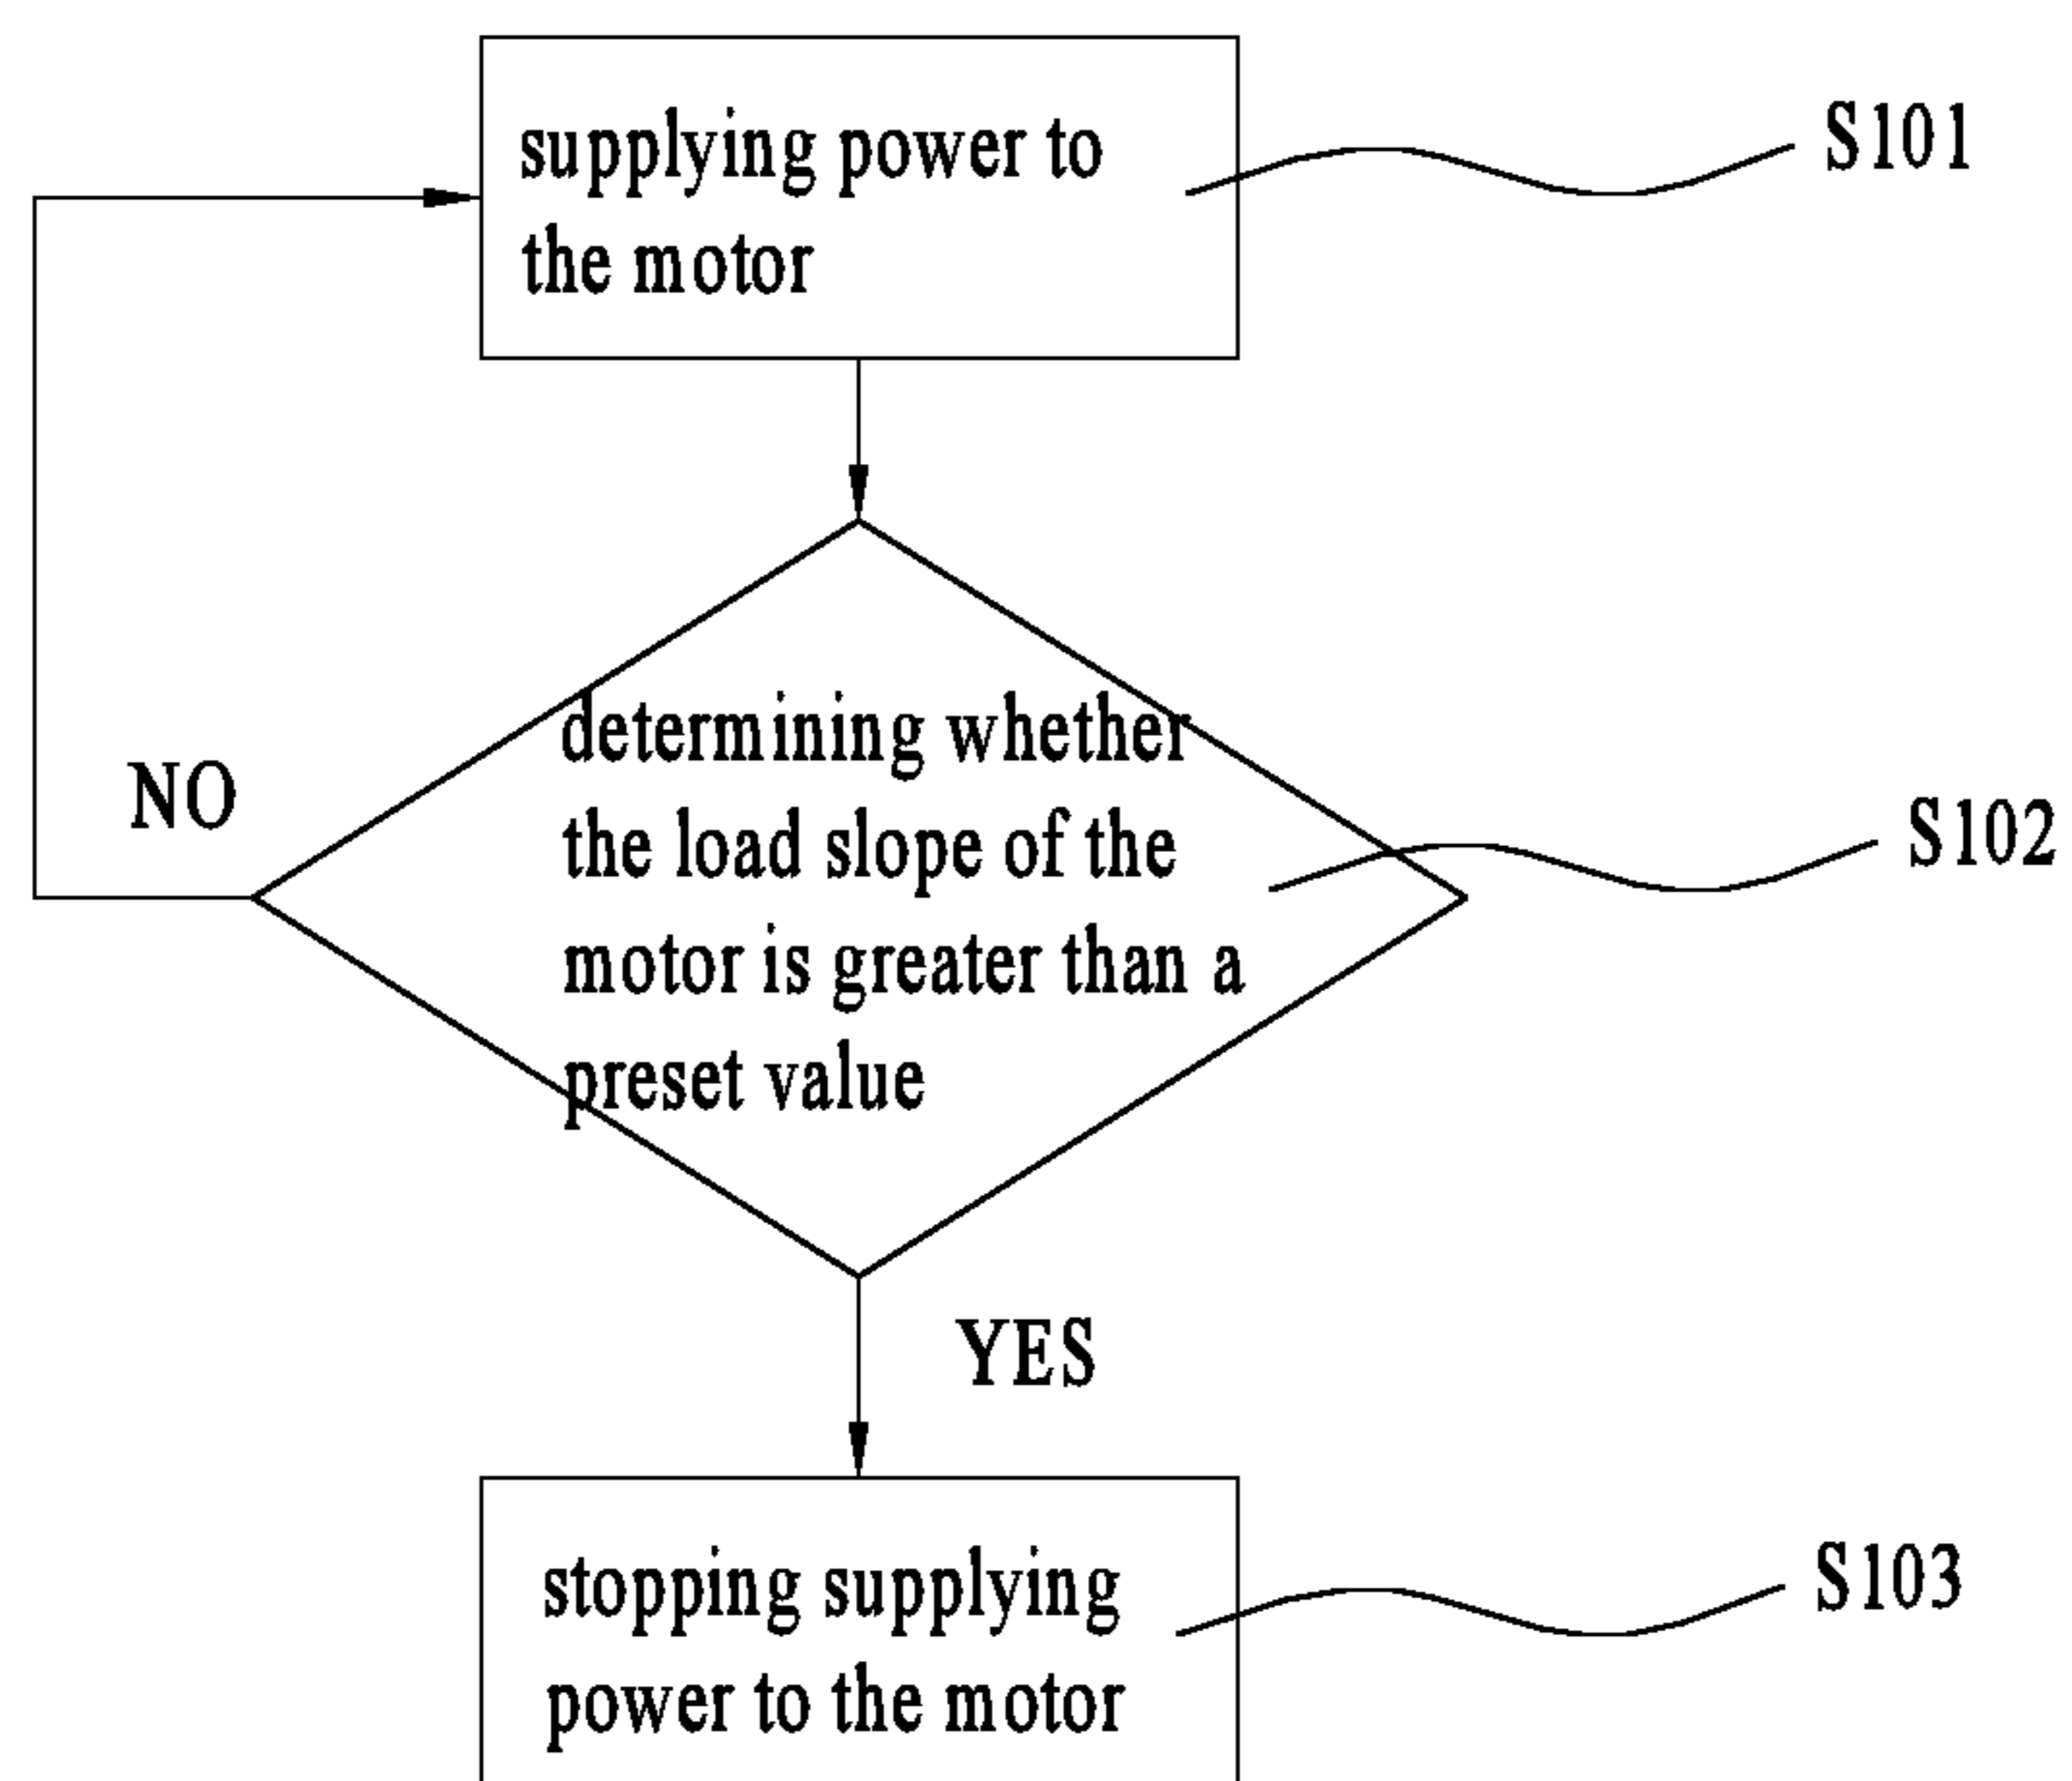 supplying power to
the motor
S101
determining whether
the load slope of the
motor is greater than a
preset value
NO
S102
YES
stopping supplying
power to the motor
S103